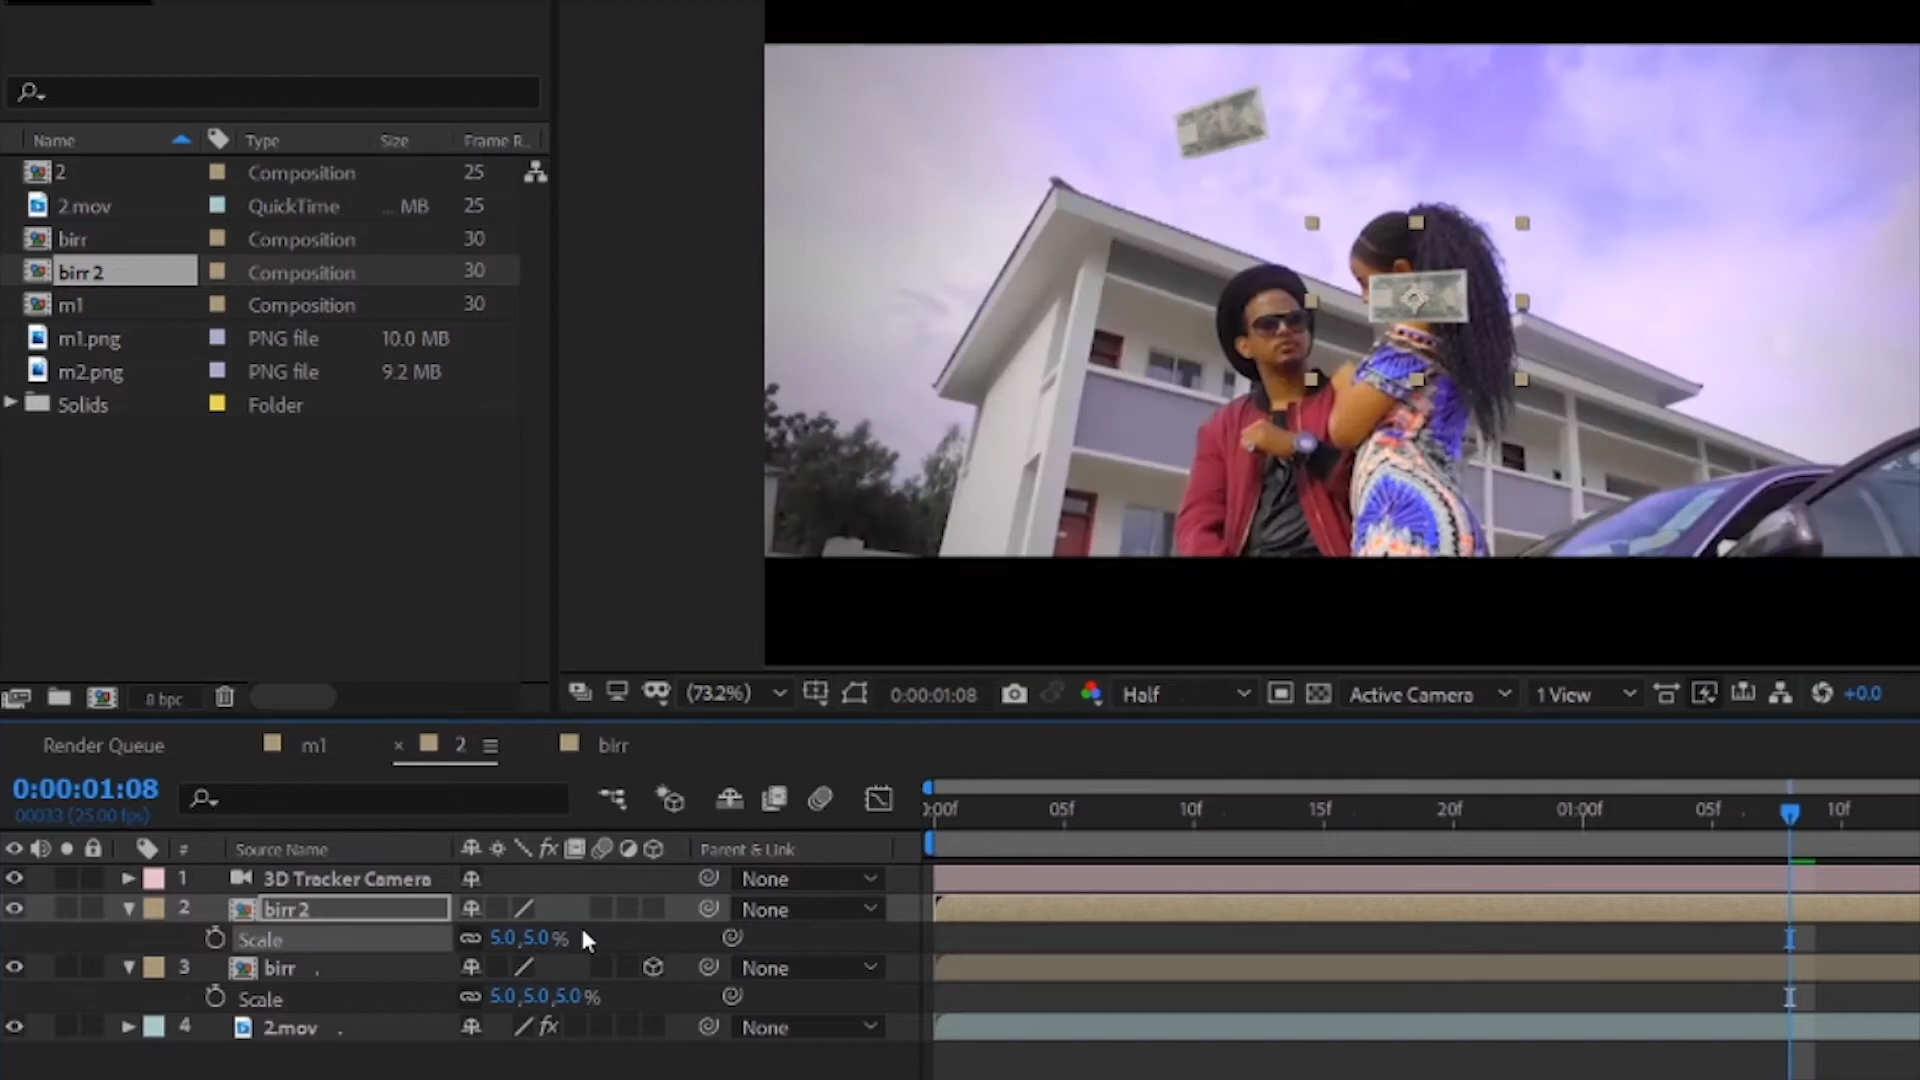 Name Type Size Frame R..
2 Composition 25
2.mov QuickTime ... MB 25
birr Composition 30
birr 2 Composition 30
m1 Composition 30
m1.png PNG file 10.0 MB
m2.png PNG file 9.2 MB
Solids Folder
8 bpc
(73.2%) 0:00:01:08 Half Active Camera 1 View +0.0
Render Queue m1 × 2 birr
0:00:01:08
00033 (25.00 fps)
:00f 05f 10f 15f 20f 01:00f 05f 10f
# Source Name fx Parent & Link
1 3D Tracker Camera None
2 birr 2 None
Scale 5.0,5.0%
3 birr . None
Scale 5.0,5.0,5.0%
4 2.mov . fx None